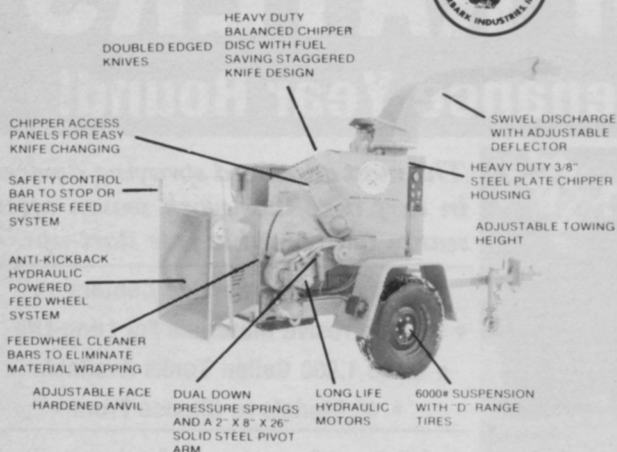 BARK INDUSTRIES, IN
HEAVY DUTY
BALANCED CHIPPER
DISC WITH FUEL
SAVING STAGGERED
KNIFE DESIGN
DOUBLED EDGED
KNIVES
SWIVEL DISCHARGE
WITH ADJUSTABLE
DEFLECTOR
CHIPPER ACCESS
PANELS FOR EASY
KNIFE CHANGING
HEAVY DUTY 3/8"
STEEL PLATE CHIPPER
HOUSING
SAFETY CONTROL
BAR TO STOP OR
REVERSE FEED
SYSTEM
ADJUSTABLE TOWING
HEIGHT
ANTI-KICKBACK
HYDRAULIC
POWERED
FEED WHEEL
SYSTEM
FEEDWHEEL CLEANER
BARS TO ELIMINATE
MATERIAL WRAPPING
ADJUSTABLE FACE
HARDENED ANVIL
DUAL DOWN
PRESSURE SPRINGS
AND A 2" X 8" X 26"
SOLID STEEL PIVOT
ARM
LONG LIFE
HYDRAULIC
MOTORS
6000# SUSPENSION
WITH "D" RANGE
TIRES